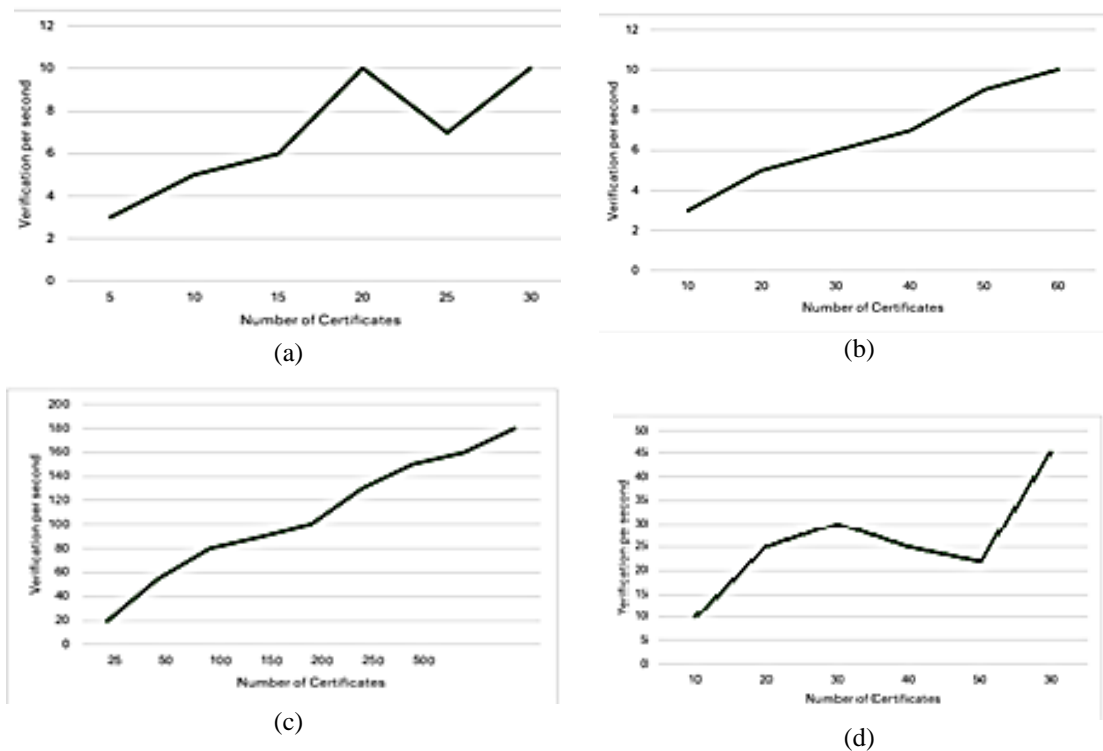 12
10
8
6
4
2
0
Verification per second
5 10 15 20 25 30
Number of Certificates
(a)
12
10
8
6
4
2
0
Verification per second
10 20 30 40 50 60
Number of Certificates
(b)
200
180
160
140
120
100
80
60
40
20
0
Verification per second
25 50 100 150 200 250 500
Number of Certificates
(c)
50
45
40
35
30
25
20
15
10
5
0
Verification per second
10 20 30 40 50 30
Number of Certificates
(d)